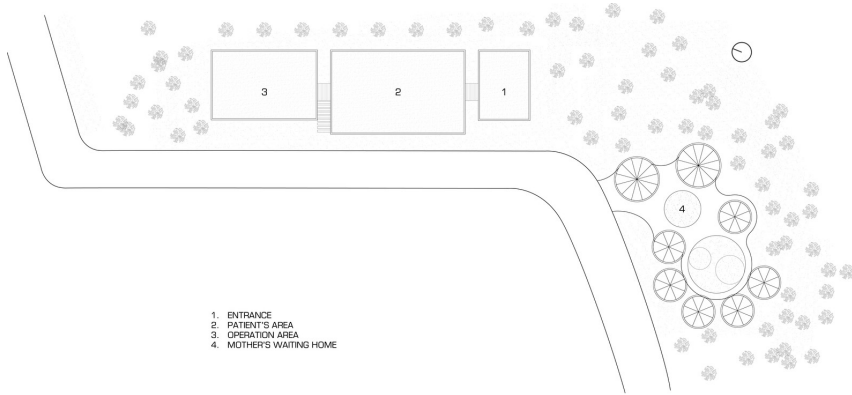 3
2
1
4
1. ENTRANCE
2. PATIENT'S AREA
3. OPERATION AREA
4. MOTHER'S WAITING HOME